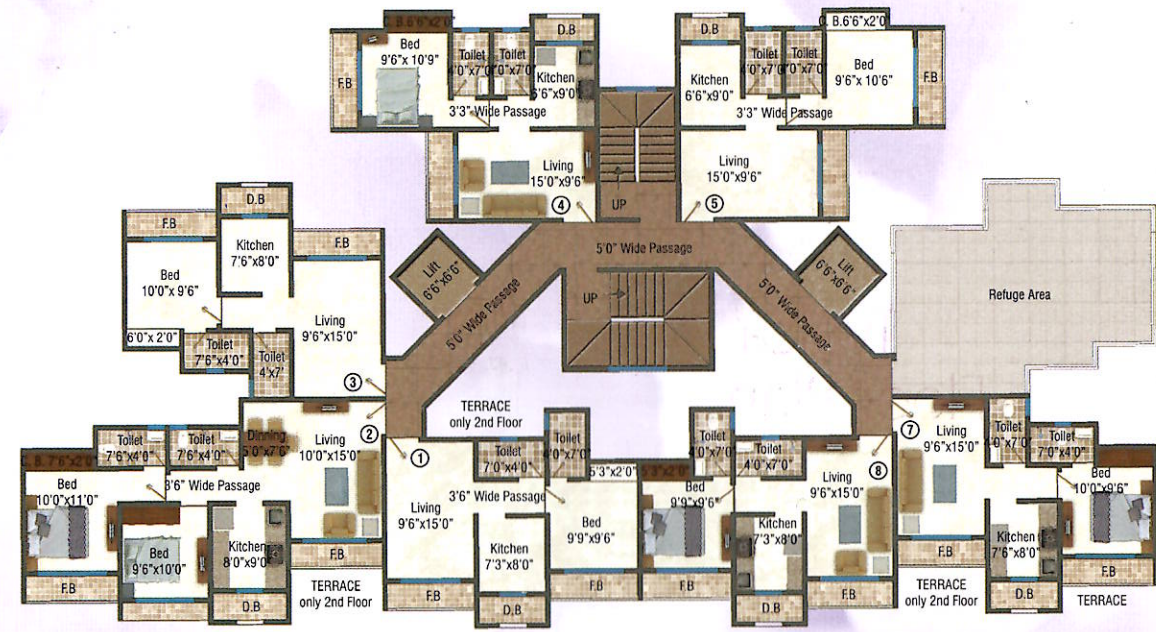 C. B.6'6"x2'0"
Bed
9'6"x 10'9"
F.B
Toilet
4'0"x7'0"
Toilet
4'0"x7'0"
D.B
Kitchen
6'6"x9'0"
3'3" Wide Passage
Living
15'0"x9'6"
④
D.B
Kitchen
6'6"x9'0"
Toilet
4'0"x7'0"
Toilet
4'0"x7'0"
C. B.6'6"x2'0"
Bed
9'6"x 10'6"
F.B
3'3" Wide Passage
Living
15'0"x9'6"
⑤
UP
5'0" Wide Passage
UP
Lift
6'6"x6'6"
5'0" Wide Passage
Lift
6'6"x6'6"
5'0" Wide Passage
Refuge Area
D.B
F.B
Kitchen
7'6"x8'0"
F.B
Bed
10'0"x 9'6"
6'0"x 2'0"
Toilet
7'6"x4'0"
Toilet
4'x7'
Living
9'6"x15'0"
③
TERRACE
only 2nd Floor
②
①
Toilet
7'6"x4'0"
Toilet
7'6"x4'0"
Dinning
5'0"x7'6"
Living
10'0"x15'0"
C. B. 7'6"x2'0"
3'6" Wide Passage
Bed
10'0"x11'0"
Bed
9'6"x10'0"
Kitchen
8'0"x9'0"
F.B
F.B
D.B
TERRACE
only 2nd Floor
Toilet
7'0"x4'0"
Toilet
4'0"x7'0"
3'6" Wide Passage
5'3"x2'0"
Living
9'6"x15'0"
Kitchen
7'3"x8'0"
Bed
9'9"x9'6"
F.B
D.B
F.B
Toilet
4'0"x7'0"
Toilet
4'0"x7'0"
5'3"x2'0"
Bed
9'9"x9'6"
Living
9'6"x15'0"
⑧
Kitchen
7'3"x8'0"
F.B
D.B
F.B
⑦
Living
9'6"x15'0"
Toilet
4'0"x7'0"
Toilet
7'0"x4'0"
Bed
10'0"x9'6"
Kitchen
7'6"x8'0"
F.B
D.B
F.B
TERRACE
only 2nd Floor
TERRACE